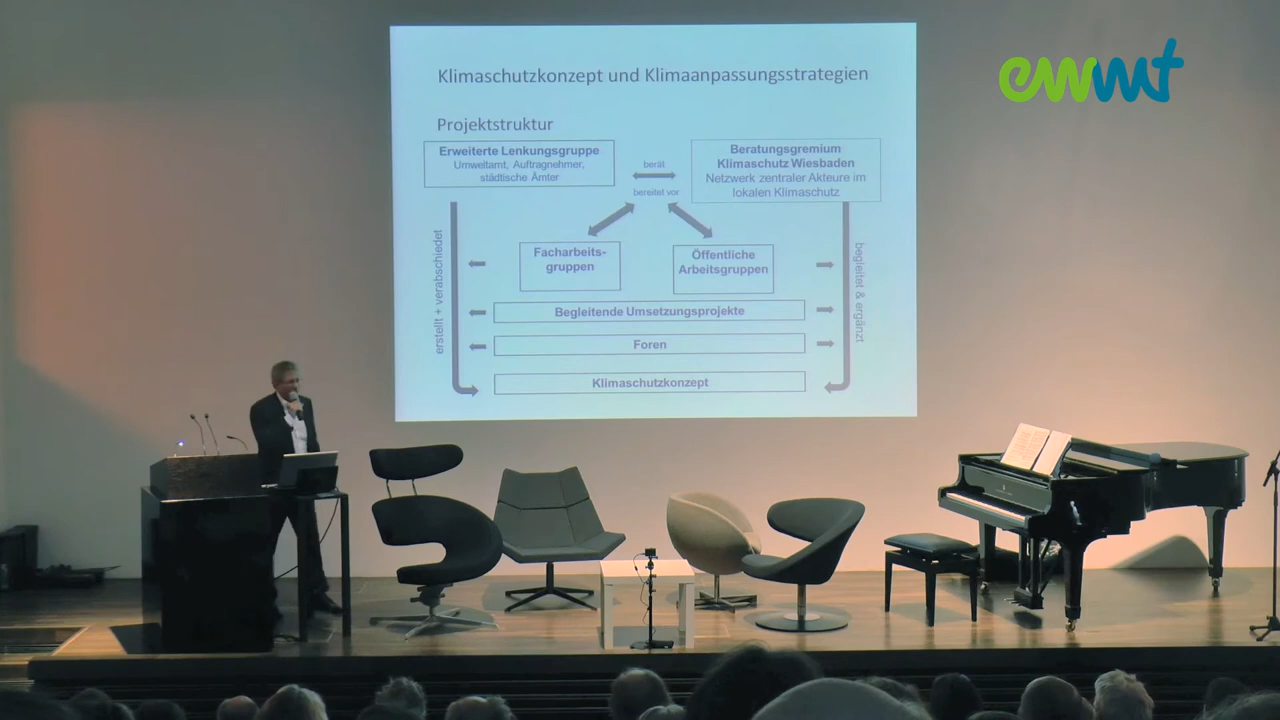 Klimaschutzkonzept und Klimaanpassungsstrategien
ewwt
Projektstruktur
Erweiterte Lenkungsgruppe
Umweltamt, Auftragnehmer,
städtische Ämter
berät
bereitet vor
Beratungsgremium
Klimaschutz Wiesbaden
Netzwerk zentraler Akteure im
lokalen Klimaschutz
erstellt + verabschiedet
Facharbeits-
gruppen
Öffentliche
Arbeitsgruppen
begleitet & ergänzt
Begleitende Umsetzungsprojekte
Foren
Klimaschutzkonzept